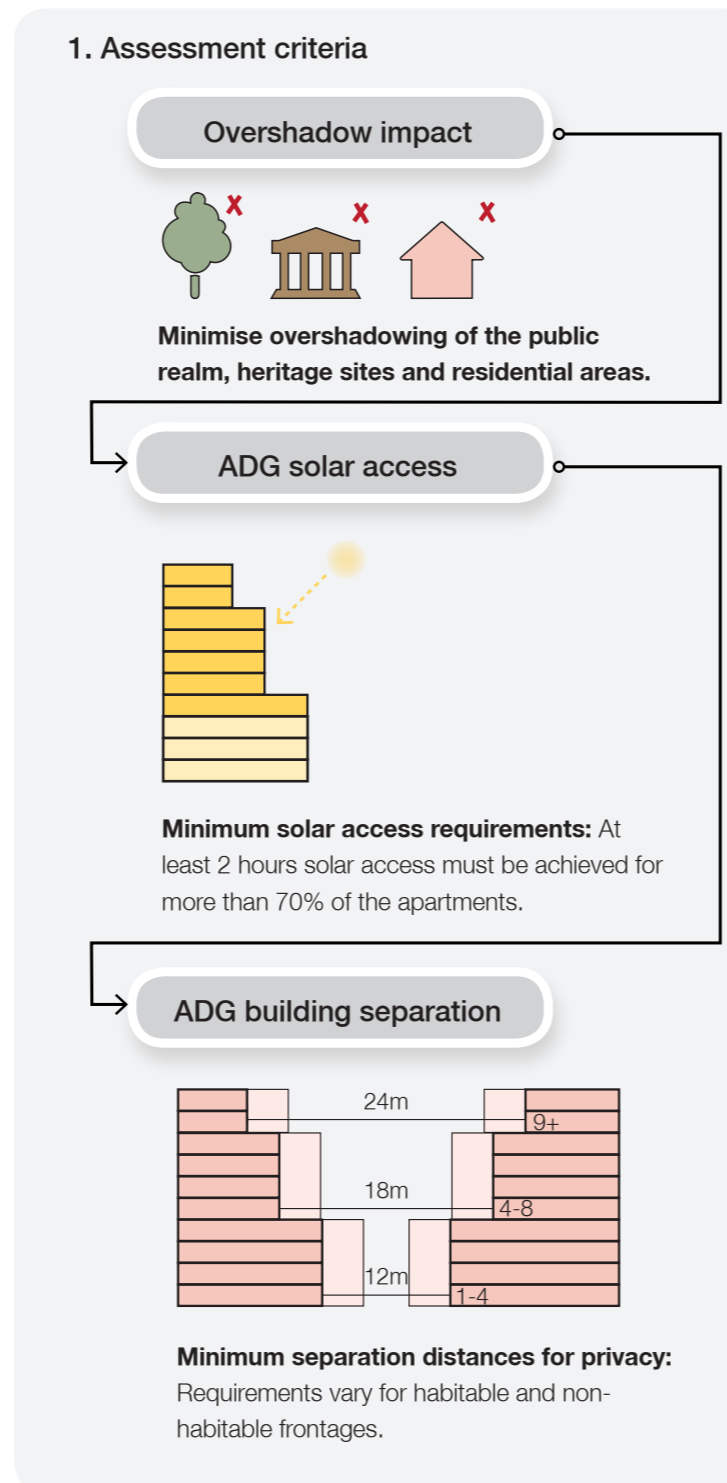 1. Assessment criteria
Overshadow impact
Minimise overshadowing of the public
realm, heritage sites and residential areas.
ADG solar access
Minimum solar access requirements: At
least 2 hours solar access must be achieved for
more than 70% of the apartments.
ADG building separation
24m
9+
18m
4-8
12m
1-4
Minimum separation distances for privacy:
Requirements vary for habitable and non-
habitable frontages.